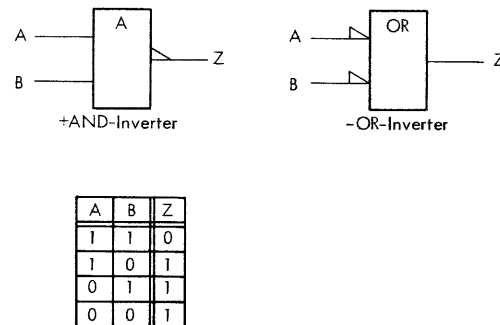 A
A
Z
B
+AND-Inverter
OR
A
Z
B
-OR-Inverter
A B Z
1 1 0
1 0 1
0 1 1
0 0 1